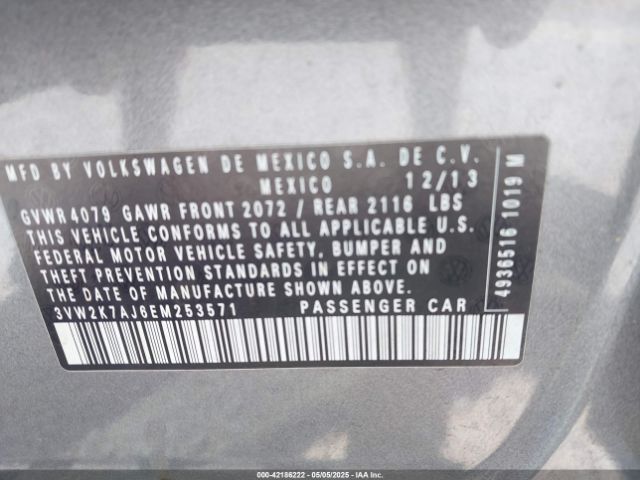 MFD BY VOLKSWAGEN DE MEXICO S.A. DE C.V.
MEXICO 12/13
GVWR 4079 GAWR FRONT 2072 / REAR 2116 LBS
THIS VEHICLE CONFORMS TO ALL APPLICABLE U.S.
FEDERAL MOTOR VEHICLE SAFETY, BUMPER AND
THEFT PREVENTION STANDARDS IN EFFECT ON
THE DATE OF MANUFACTURE SHOWN ABOVE.
3VW2K7AJ6EM253571 PASSENGER CAR
4936516 1019 M
000-42186222 - 05/05/2025 - IAA Inc.